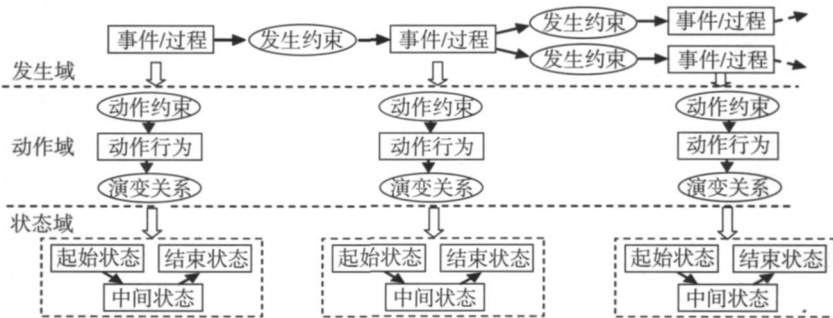 发生约束 事件/过程
事件/过程 发生约束 事件/过程
发生约束 事件/过程
发生域
动作约束 动作约束 动作约束
动作域 动作行为 动作行为 动作行为
演变关系 演变关系 演变关系
状态域
起始状态 结束状态 起始状态 结束状态 起始状态 结束状态
中间状态 中间状态 中间状态